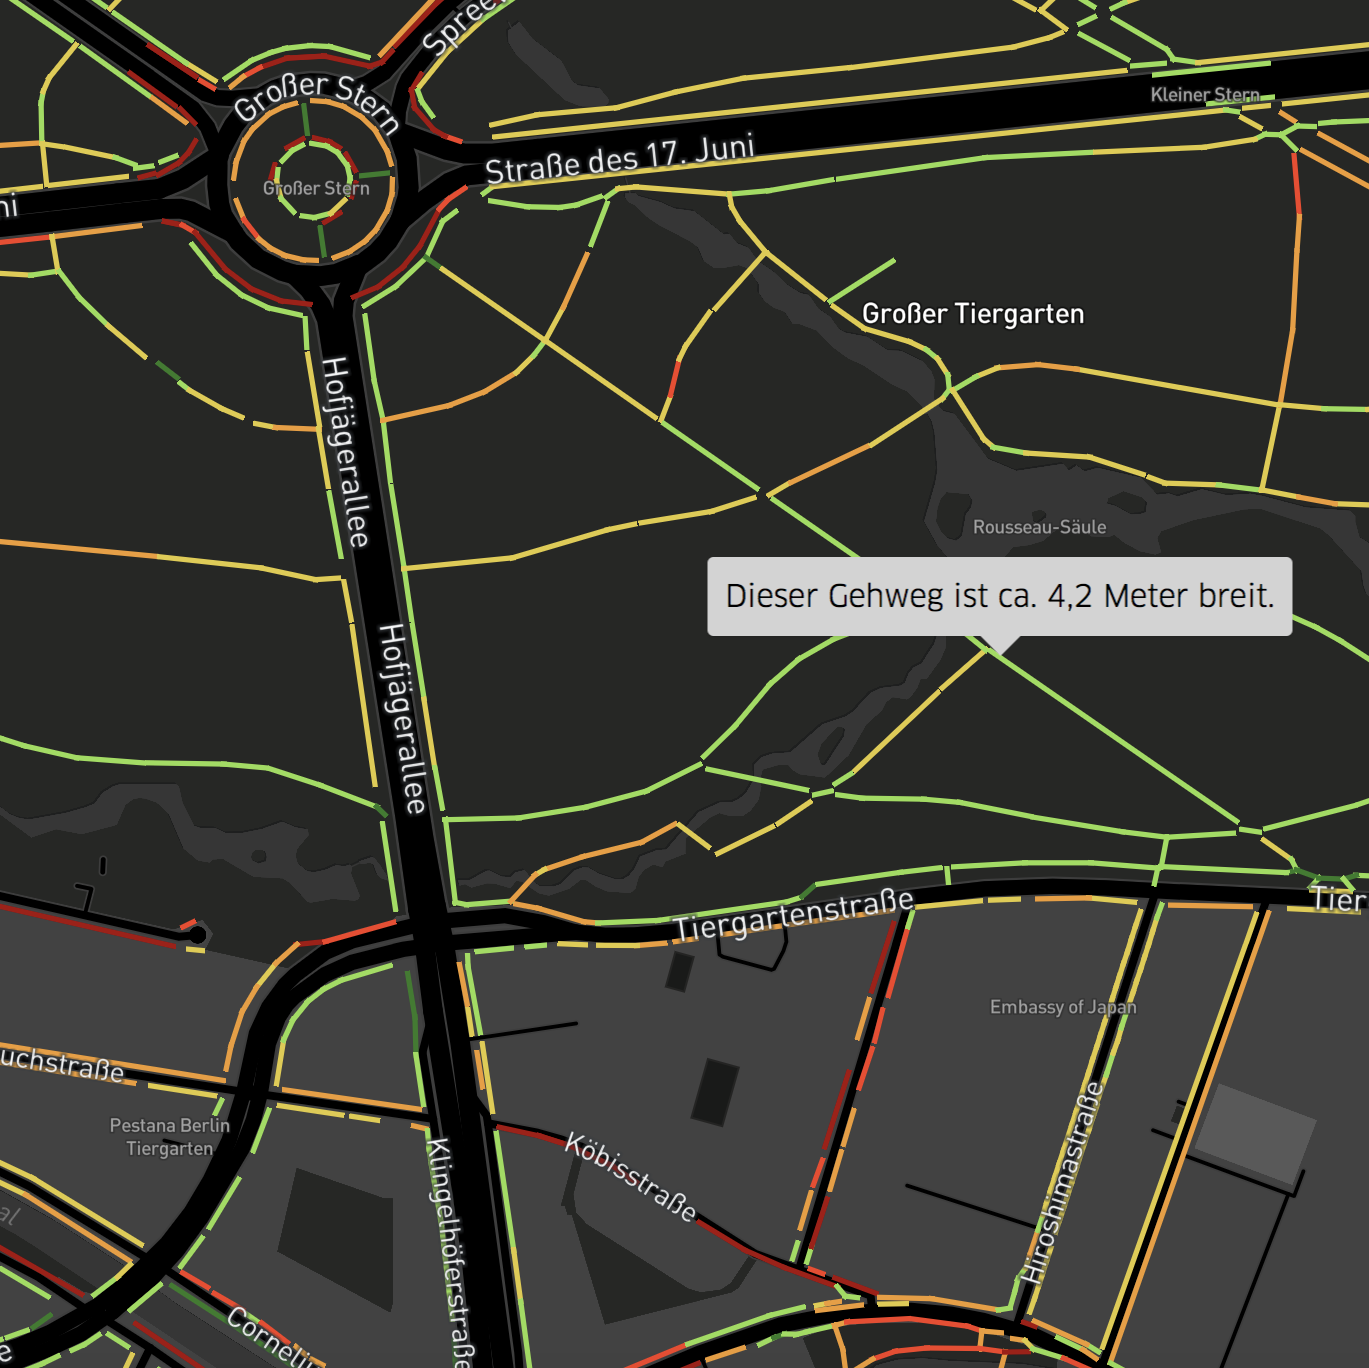 Spree
Großer Stern
Kleiner Stern
Straße des 17. Juni
Großer Stern
ni
Großer Tiergarten
Hofjägerallee
Rousseau-Säule
Dieser Gehweg ist ca. 4,2 Meter breit.
Hofjägerallee
Tiergartenstraße
Tier
Embassy of Japan
uchstraße
Pestana Berlin
Tiergarten
Köbisstraße
Klingelhöferstraße
Hiroshimastraße
al
Corneliu
e